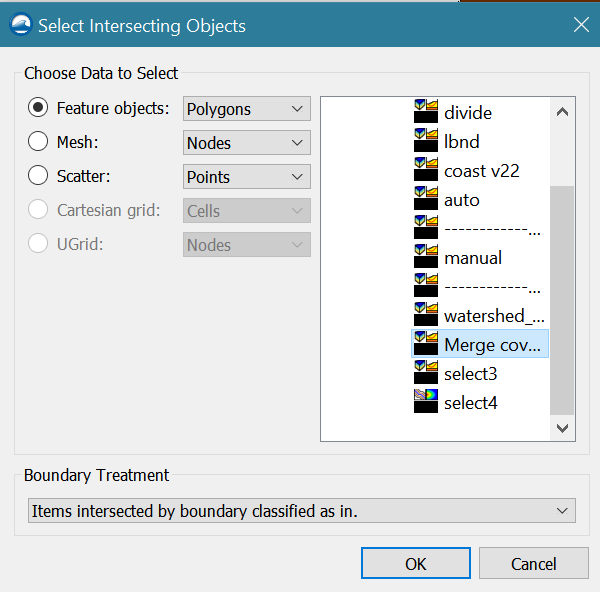 Select Intersecting Objects
Choose Data to Select
Feature objects:
Polygons
Mesh:
Nodes
Scatter:
Points
Cartesian grid:
Cells
UGrid:
Nodes
divide
lbnd
coast v22
auto
------------...
manual
------------...
watershed_...
Merge cov...
select3
select4
Boundary Treatment
Items intersected by boundary classified as in.
OK
Cancel